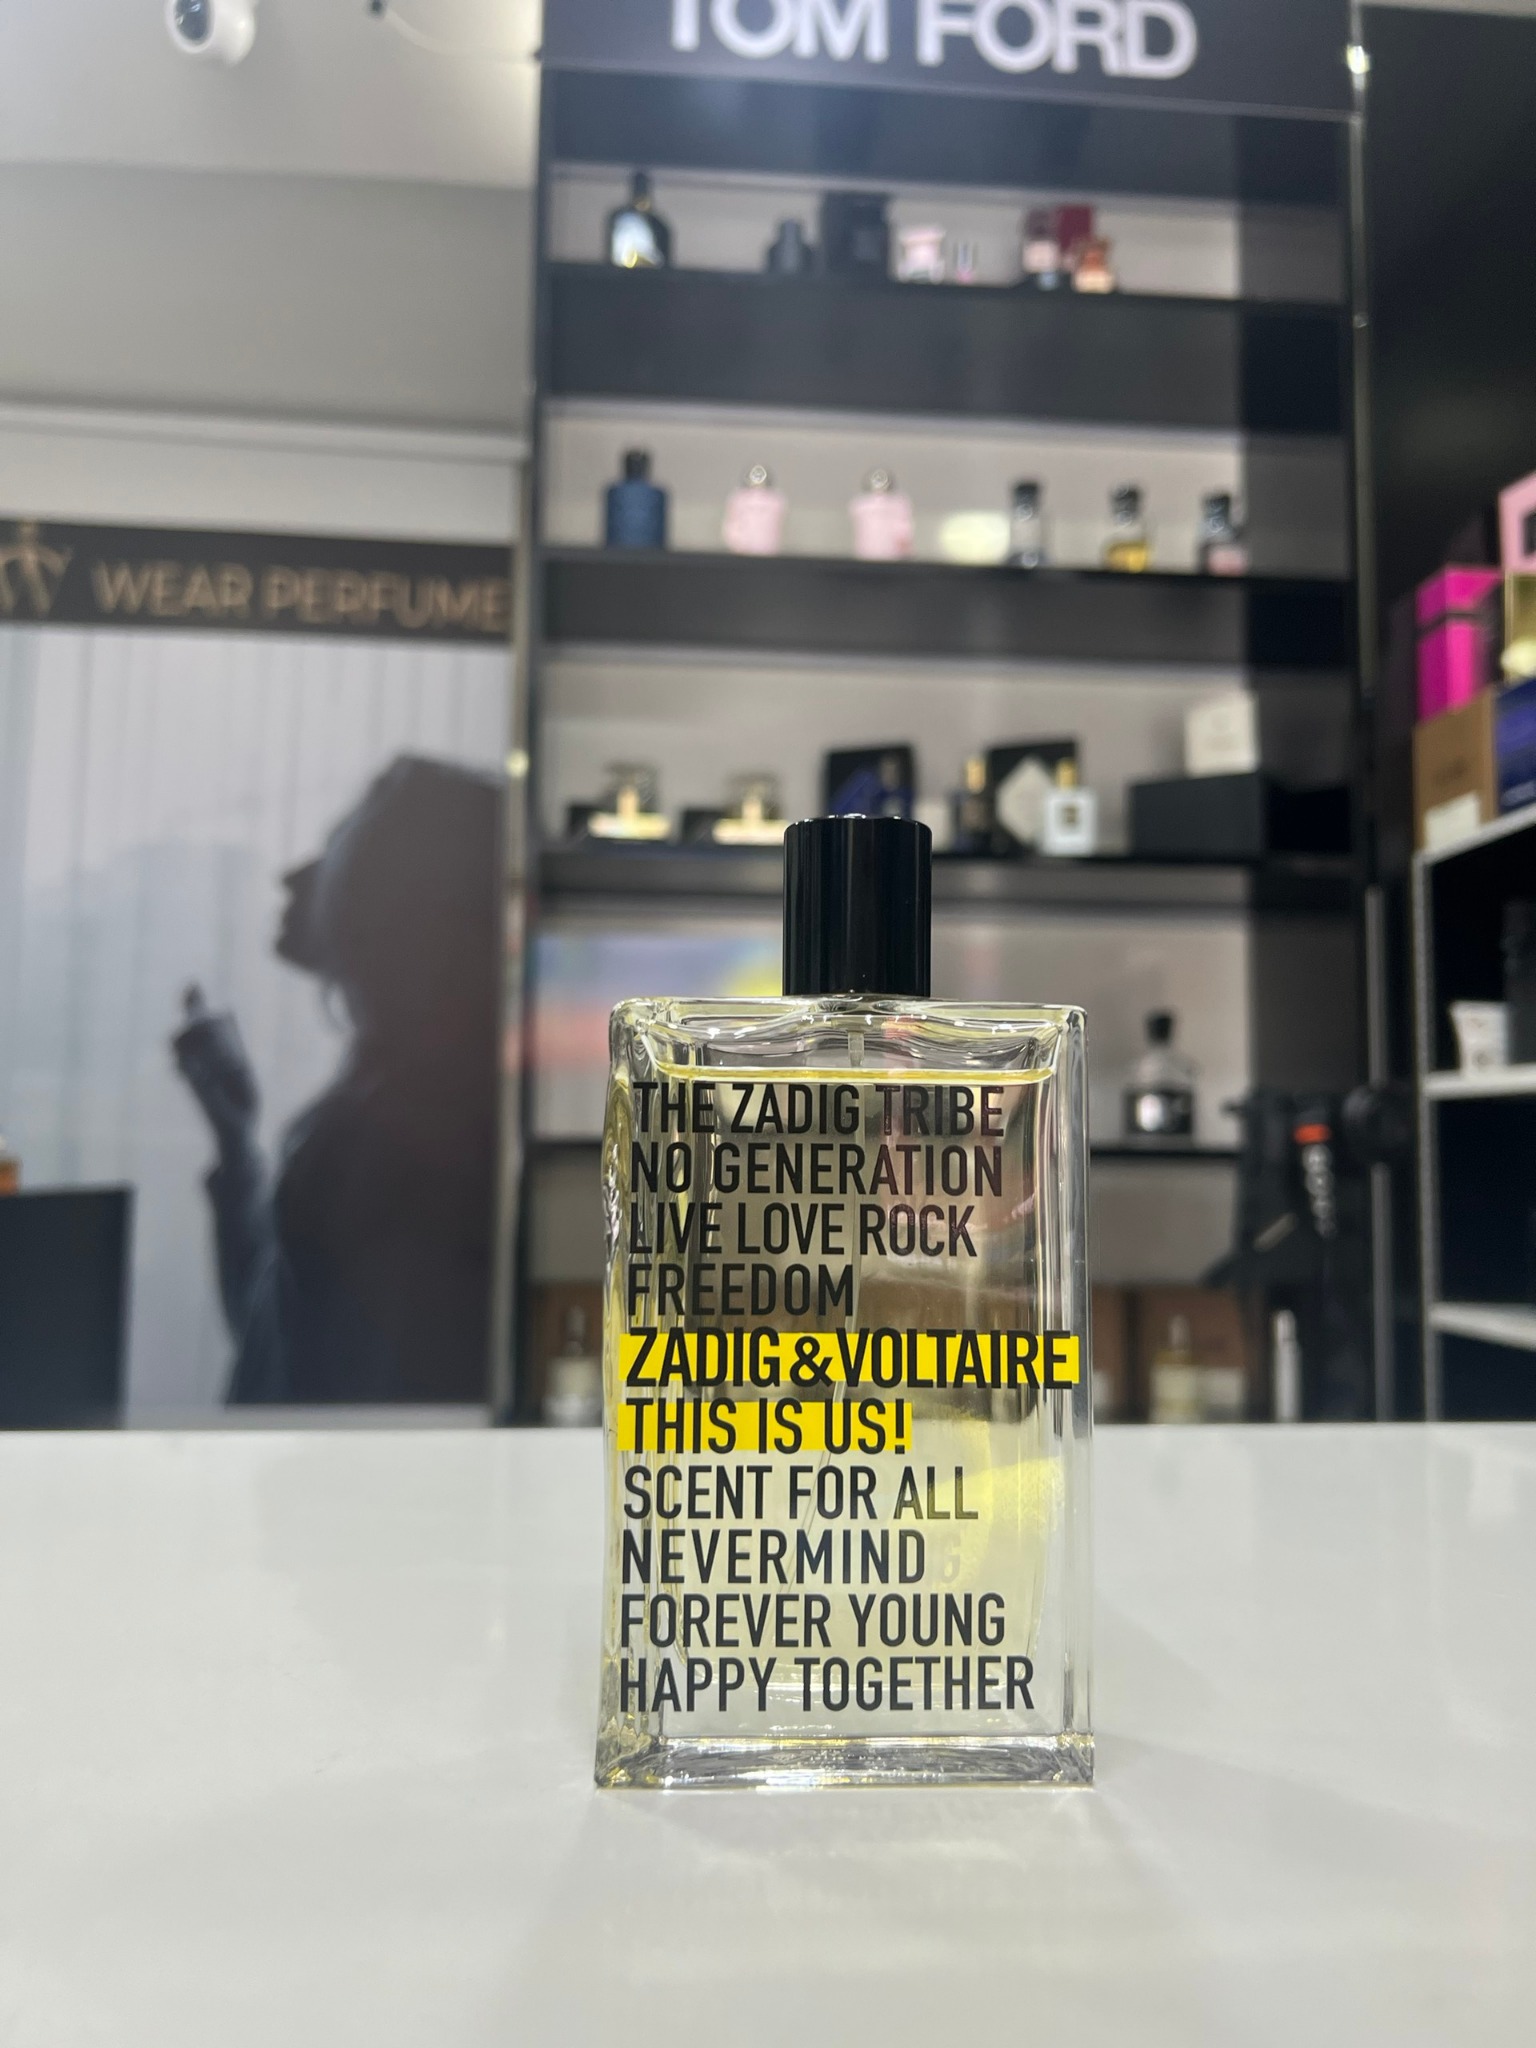 TOM FORD
WEAR PERFUME
THE ZADIG TRIBE
NO GENERATION
LIVE LOVE ROCK
FREEDOM
ZADIG&VOLTAIRE
THIS IS US!
SCENT FOR ALL
NEVERMIND
FOREVER YOUNG
HAPPY TOGETHER